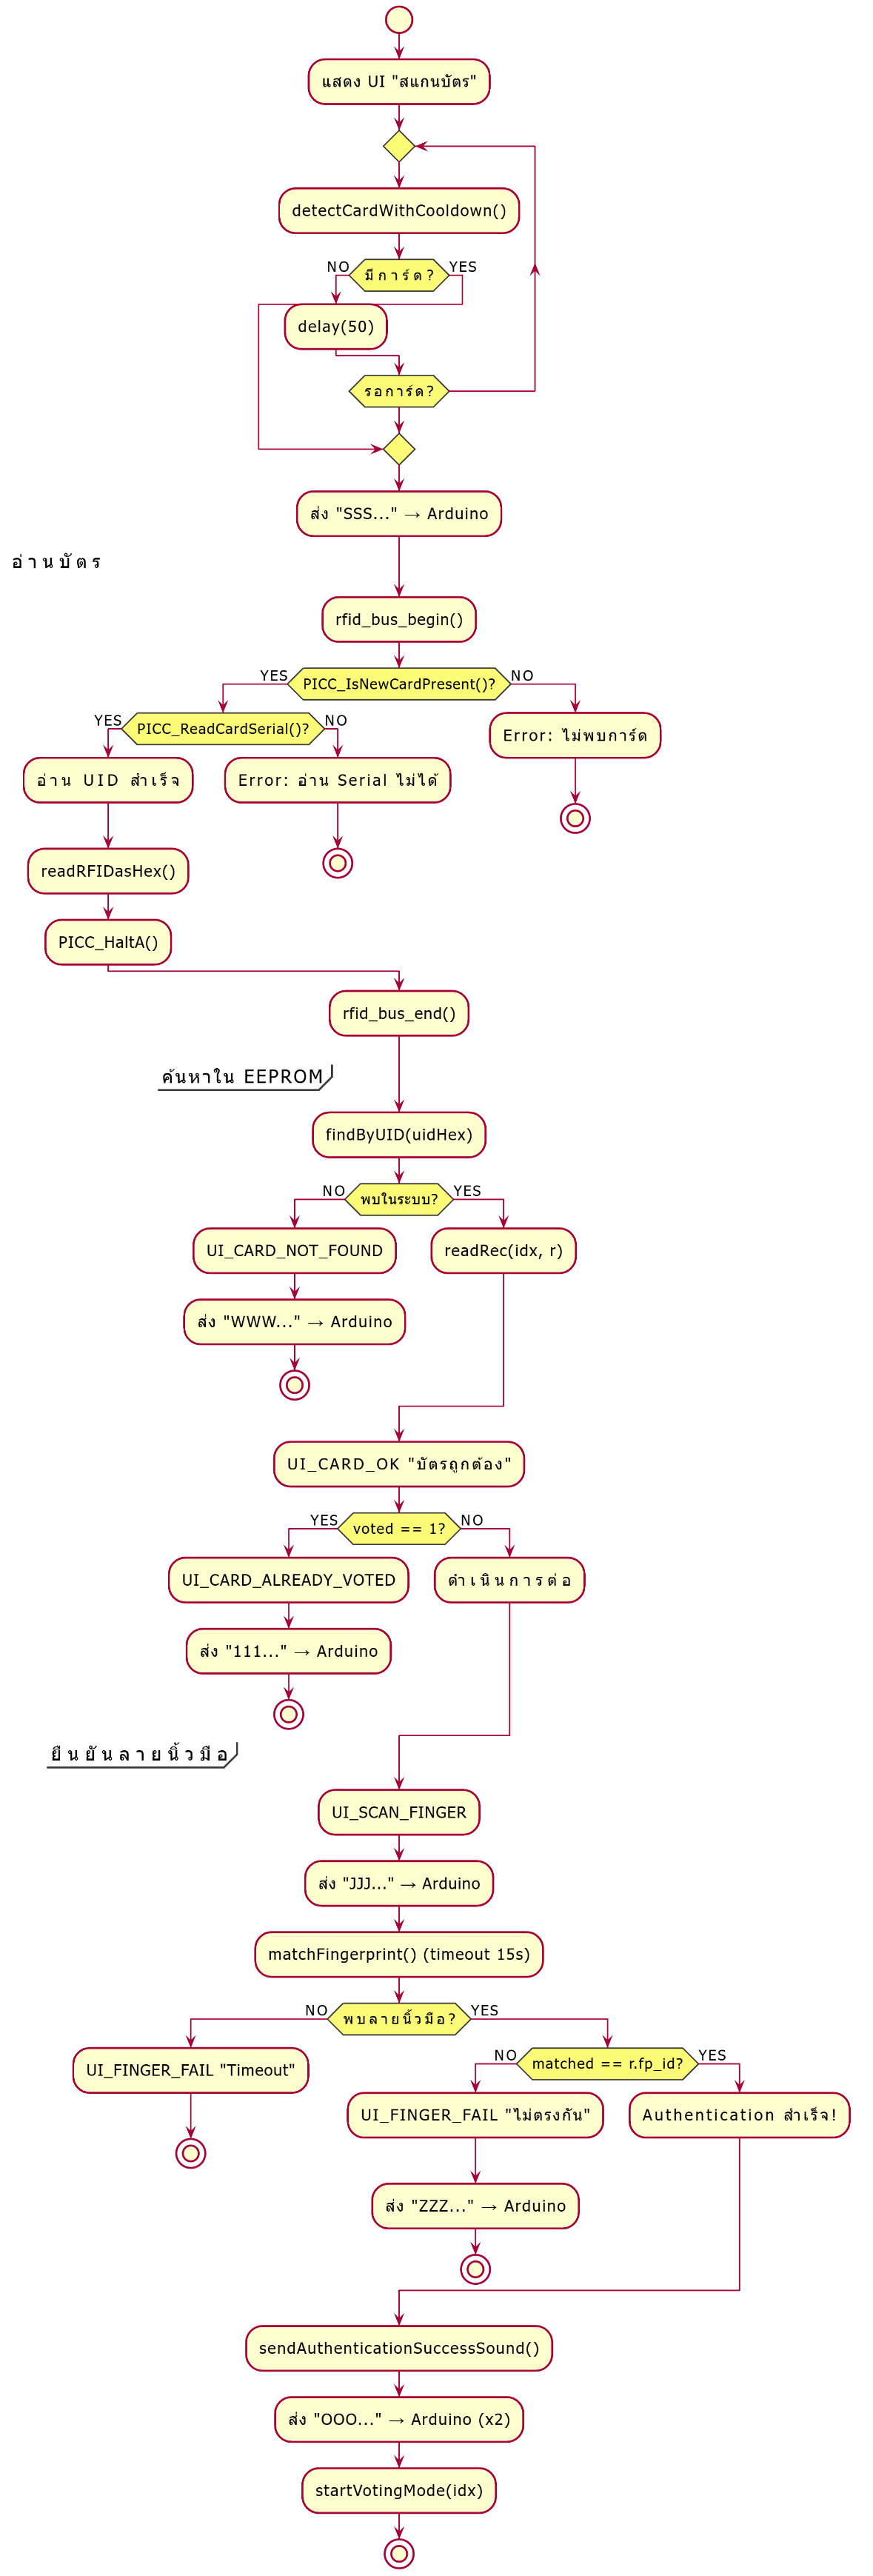 แสดง UI "สแกนบัตร"
detectCardWithCooldown()
NO
มีการ์ด?
YES
delay(50)
รอการ์ด?
ส่ง "SSS..." → Arduino
อ่านบัตร
rfid_bus_begin()
YES
PICC_IsNewCardPresent()?
NO
YES
PICC_ReadCardSerial()?
NO
Error: ไม่พบการ์ด
อ่าน UID สำเร็จ
Error: อ่าน Serial ไม่ได้
readRFIDasHex()
PICC_HaltA()
rfid_bus_end()
ค้นหาใน EEPROM
findByUID(uidHex)
NO
พบในระบบ?
YES
UI_CARD_NOT_FOUND
readRec(idx, r)
ส่ง "WWW..." → Arduino
UI_CARD_OK "บัตรถูกต้อง"
YES
voted == 1?
NO
UI_CARD_ALREADY_VOTED
ดำเนินการต่อ
ส่ง "111..." → Arduino
ยืนยันลายนิ้วมือ
UI_SCAN_FINGER
ส่ง "JJJ..." → Arduino
matchFingerprint() (timeout 15s)
NO
พบลายนิ้วมือ?
YES
NO
matched == r.fp_id?
YES
UI_FINGER_FAIL "Timeout"
UI_FINGER_FAIL "ไม่ตรงกัน"
Authentication สำเร็จ!
ส่ง "ZZZ..." → Arduino
sendAuthenticationSuccessSound()
ส่ง "OOO..." → Arduino (x2)
startVotingMode(idx)